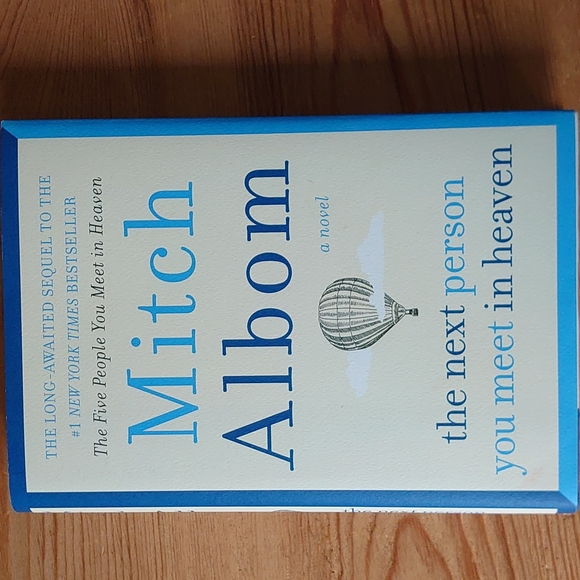 THE LONG-AWAITED SEQUEL TO THE
#1 NEW YORK TIMES BESTSELLER
The Five People You Meet in Heaven
Mitch
Albom
a novel
the next person
you meet in heaven